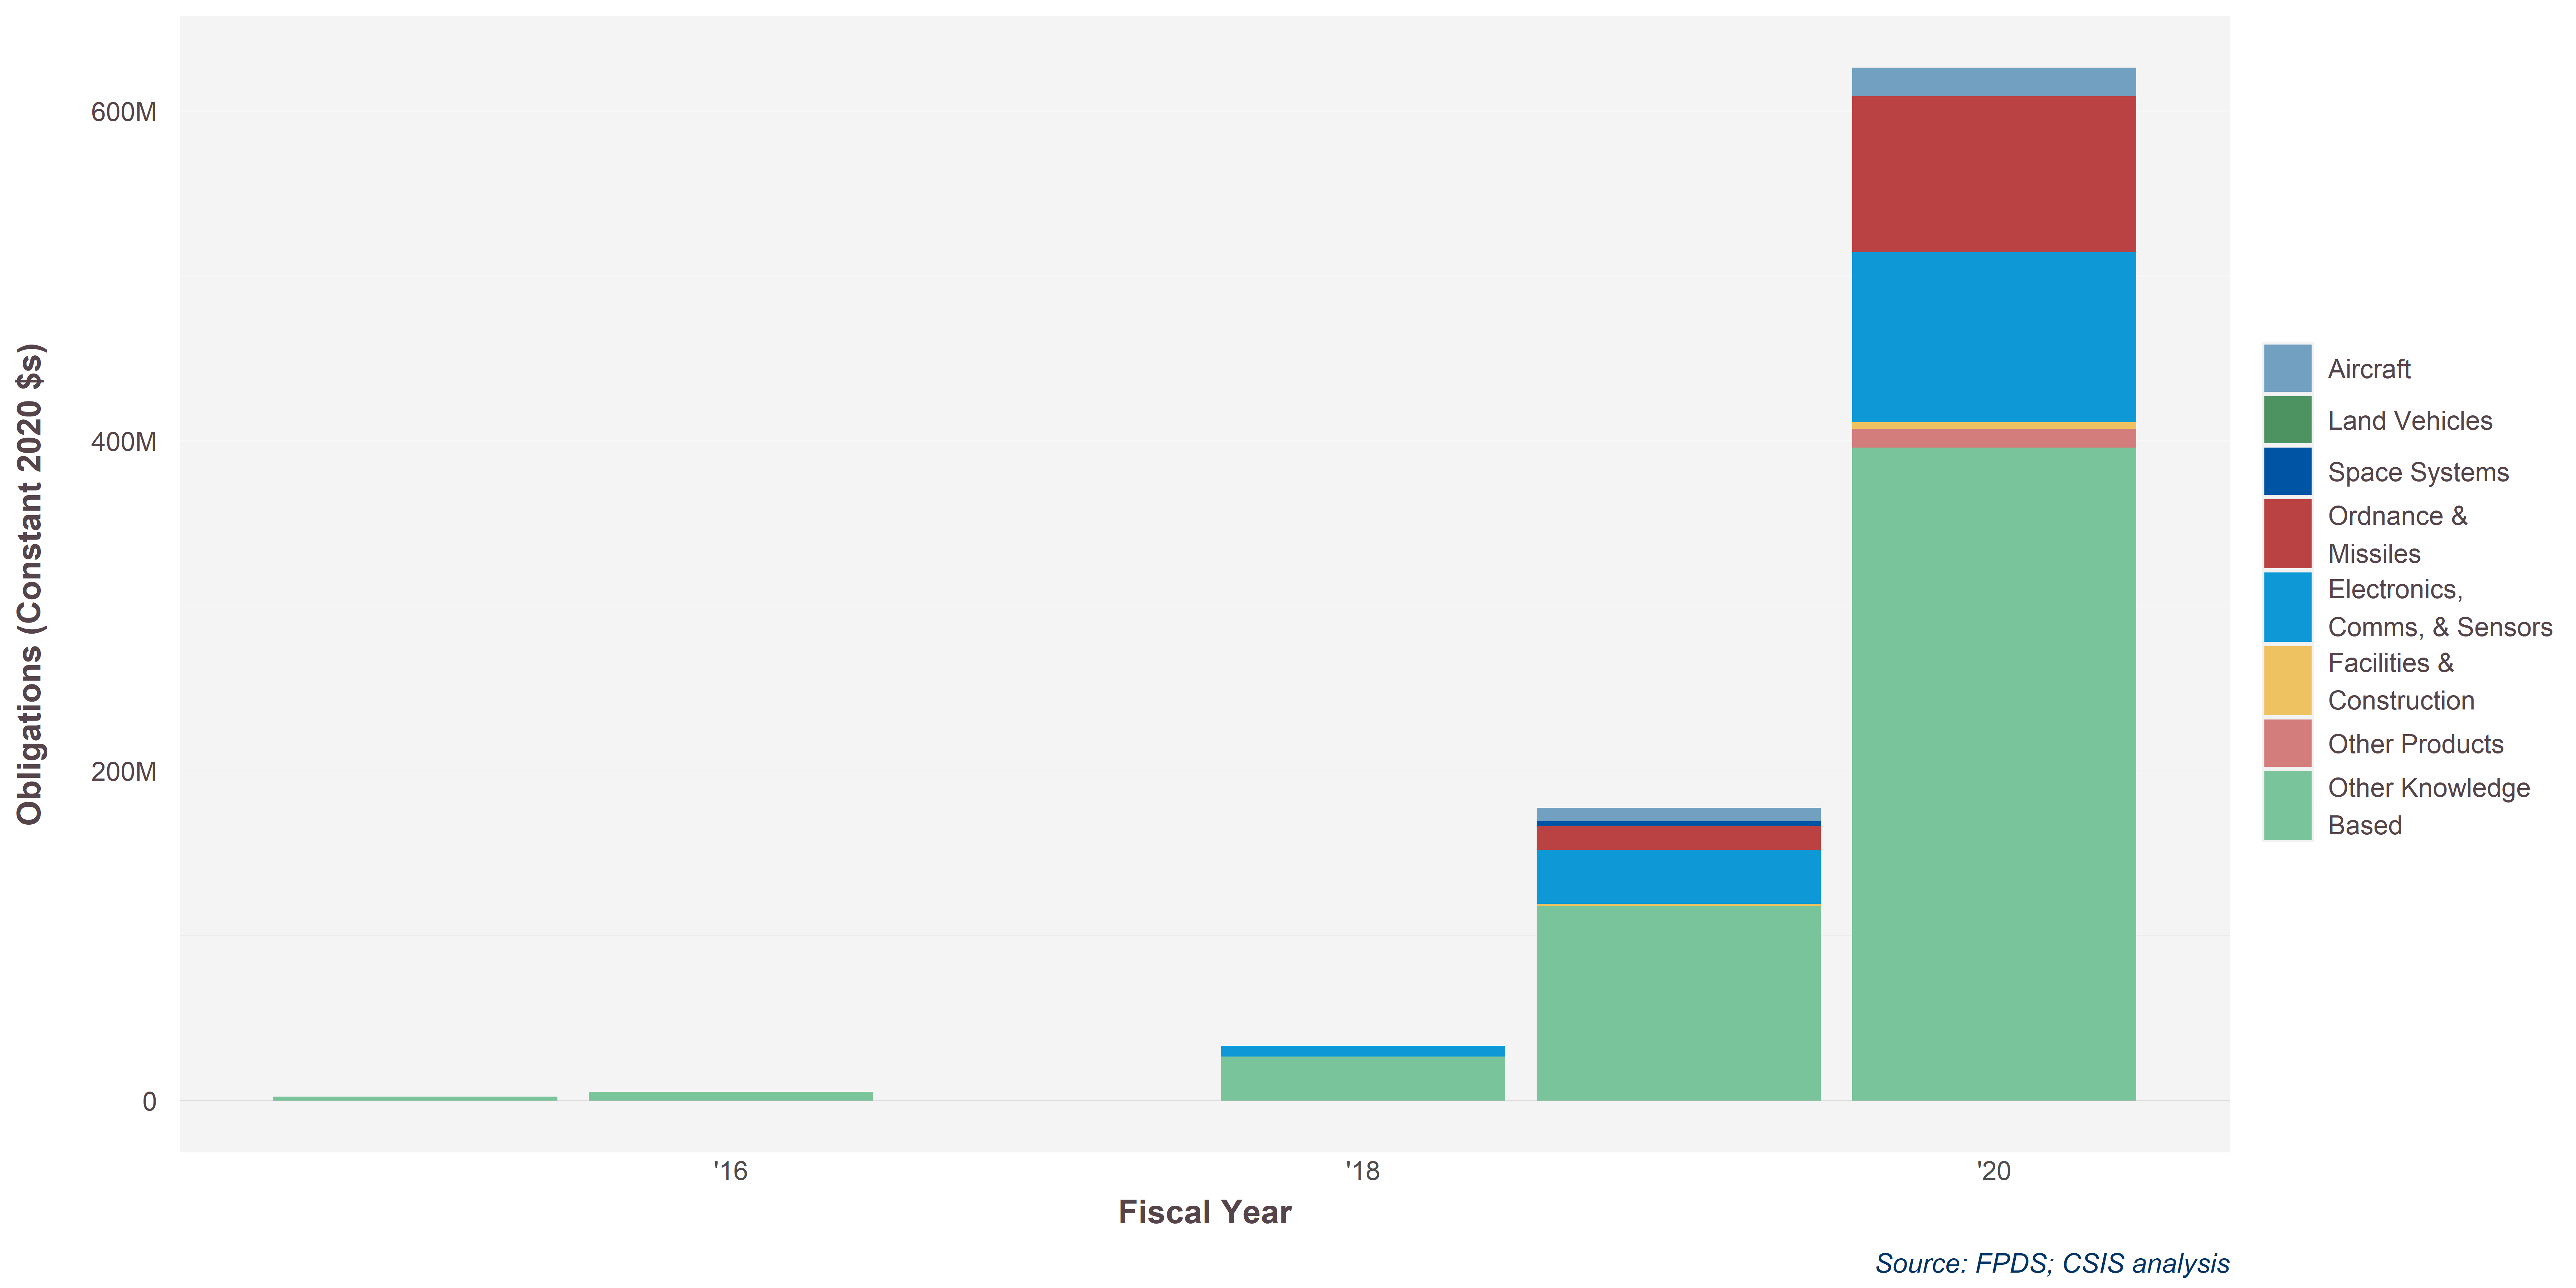 Obligations (Constant 2020 $s)
600M
400M
200M
0
'16
'18
'20
Fiscal Year
Aircraft
Land Vehicles
Space Systems
Ordnance &
Missiles
Electronics,
Comms, & Sensors
Facilities &
Construction
Other Products
Other Knowledge
Based
Source: FPDS; CSIS analysis